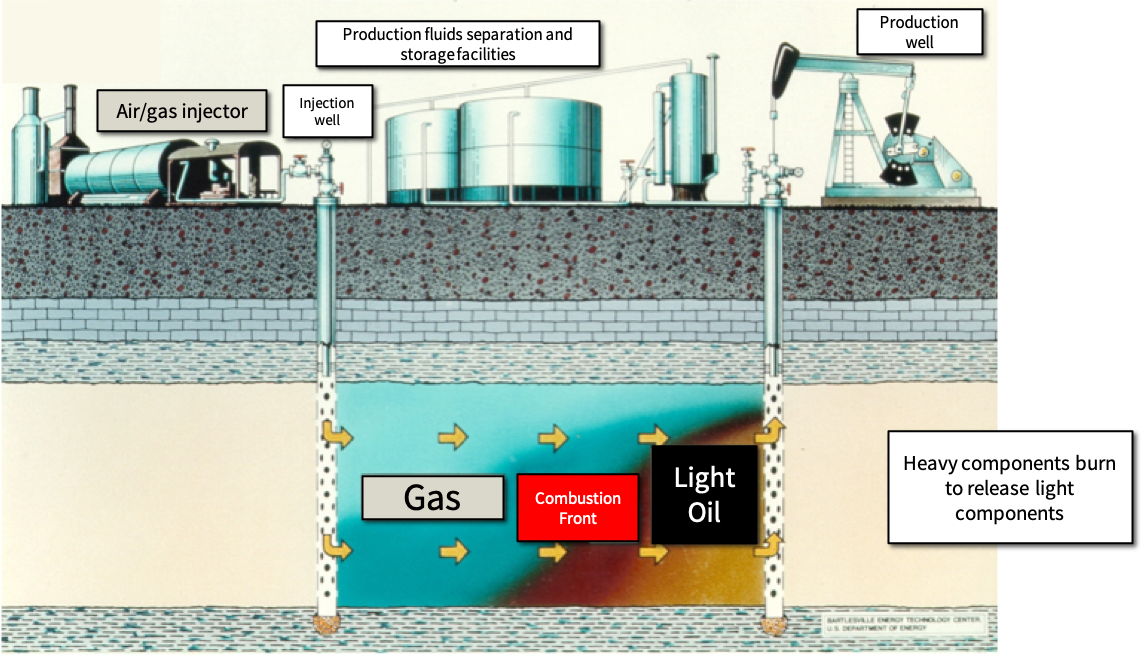 Production
well
Production fluids separation and
storage facilities
Air/gas injector
Injection
well
Gas
Combustion
Front
Light
Oil
Heavy components burn
to release light
components
BARTLESVILLE ENERGY TECHNOLOGY CENTER,
U.S. DEPARTMENT OF ENERGY